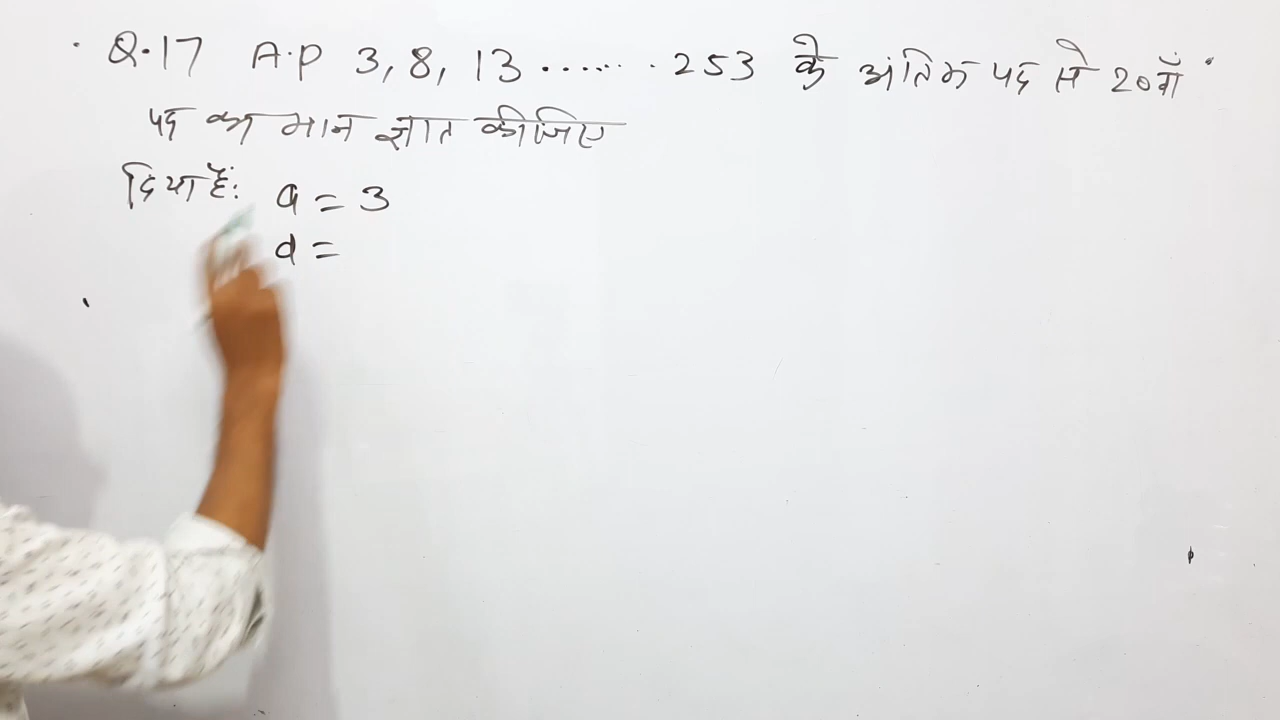 Q.17 A.P 3, 8, 13 ....... .253 के अंतिम पद से 20वाँ
पद का मान ज्ञात कीजिए
दिया हैं: a = 3
d =